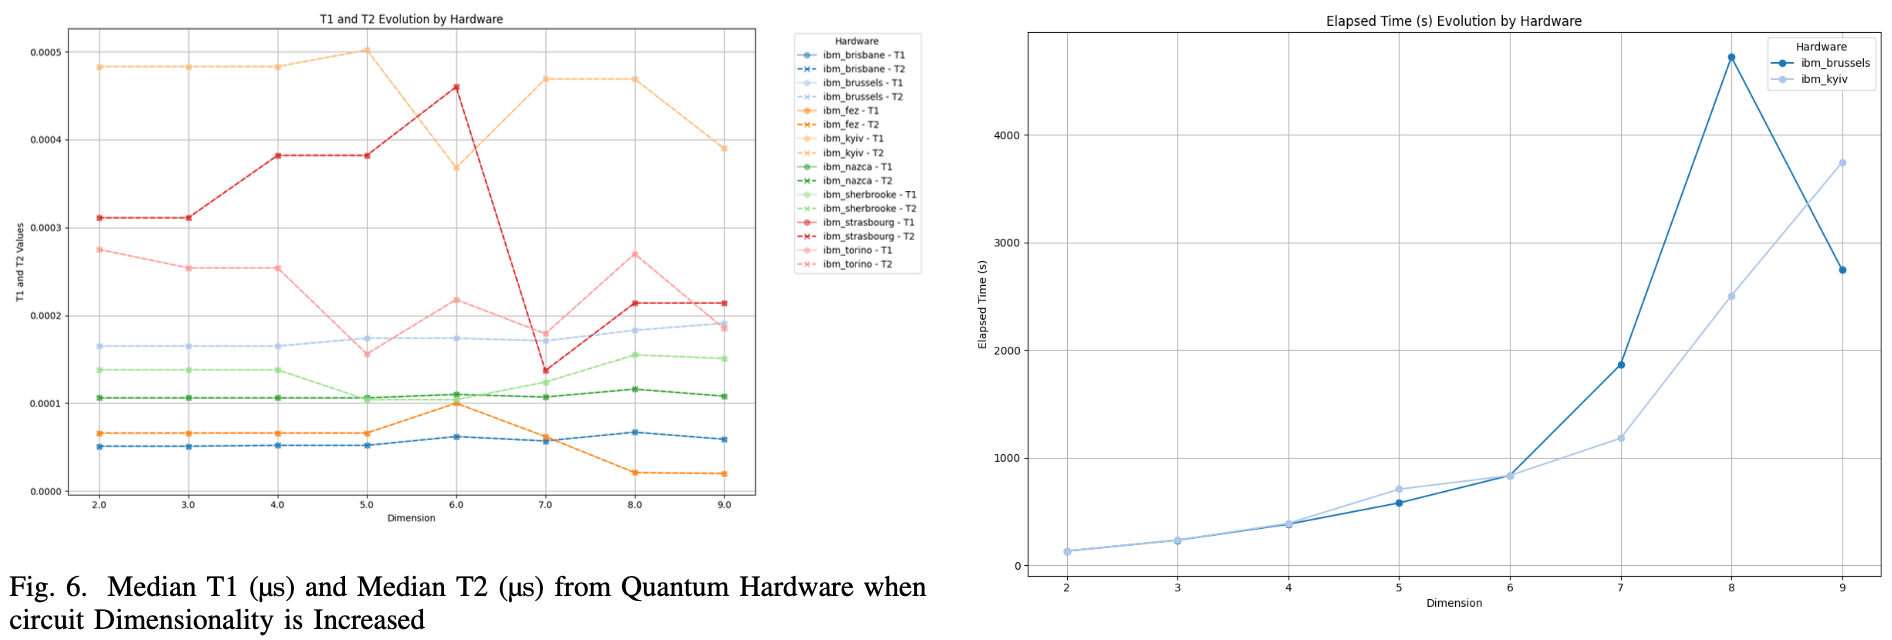 T1 and T2 Evolution by Hardware
T1 and T2 Values
0.0005
0.0004
0.0003
0.0002
0.0001
0.0000
2.0 3.0 4.0 5.0 6.0 7.0 8.0 9.0
Dimension
Hardware
ibm_brisbane - T1
ibm_brisbane - T2
ibm_brussels - T1
ibm_brussels - T2
ibm_fez - T1
ibm_fez - T2
ibm_kyiv - T1
ibm_kyiv - T2
ibm_nazca - T1
ibm_nazca - T2
ibm_sherbrooke - T1
ibm_sherbrooke - T2
ibm_strasbourg - T1
ibm_strasbourg - T2
ibm_torino - T1
ibm_torino - T2
Fig. 6. Median T1 (μs) and Median T2 (μs) from Quantum Hardware when
circuit Dimensionality is Increased
Elapsed Time (s) Evolution by Hardware
Elapsed Time (s)
4000
3000
2000
1000
0
2 3 4 5 6 7 8 9
Dimension
Hardware
ibm_brussels
ibm_kyiv